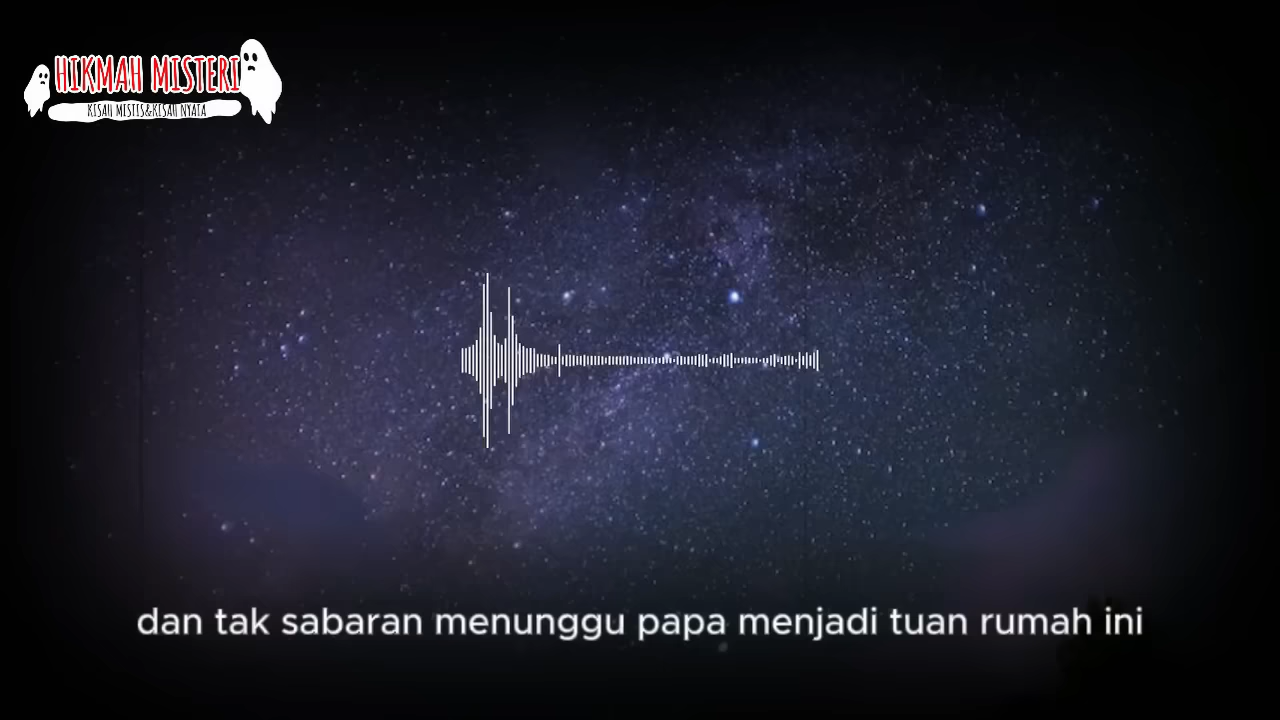 HIKMAH MISTERI
KISAH MISTIS&KISAH NYATA
dan tak sabaran menunggu papa menjadi tuan rumah ini